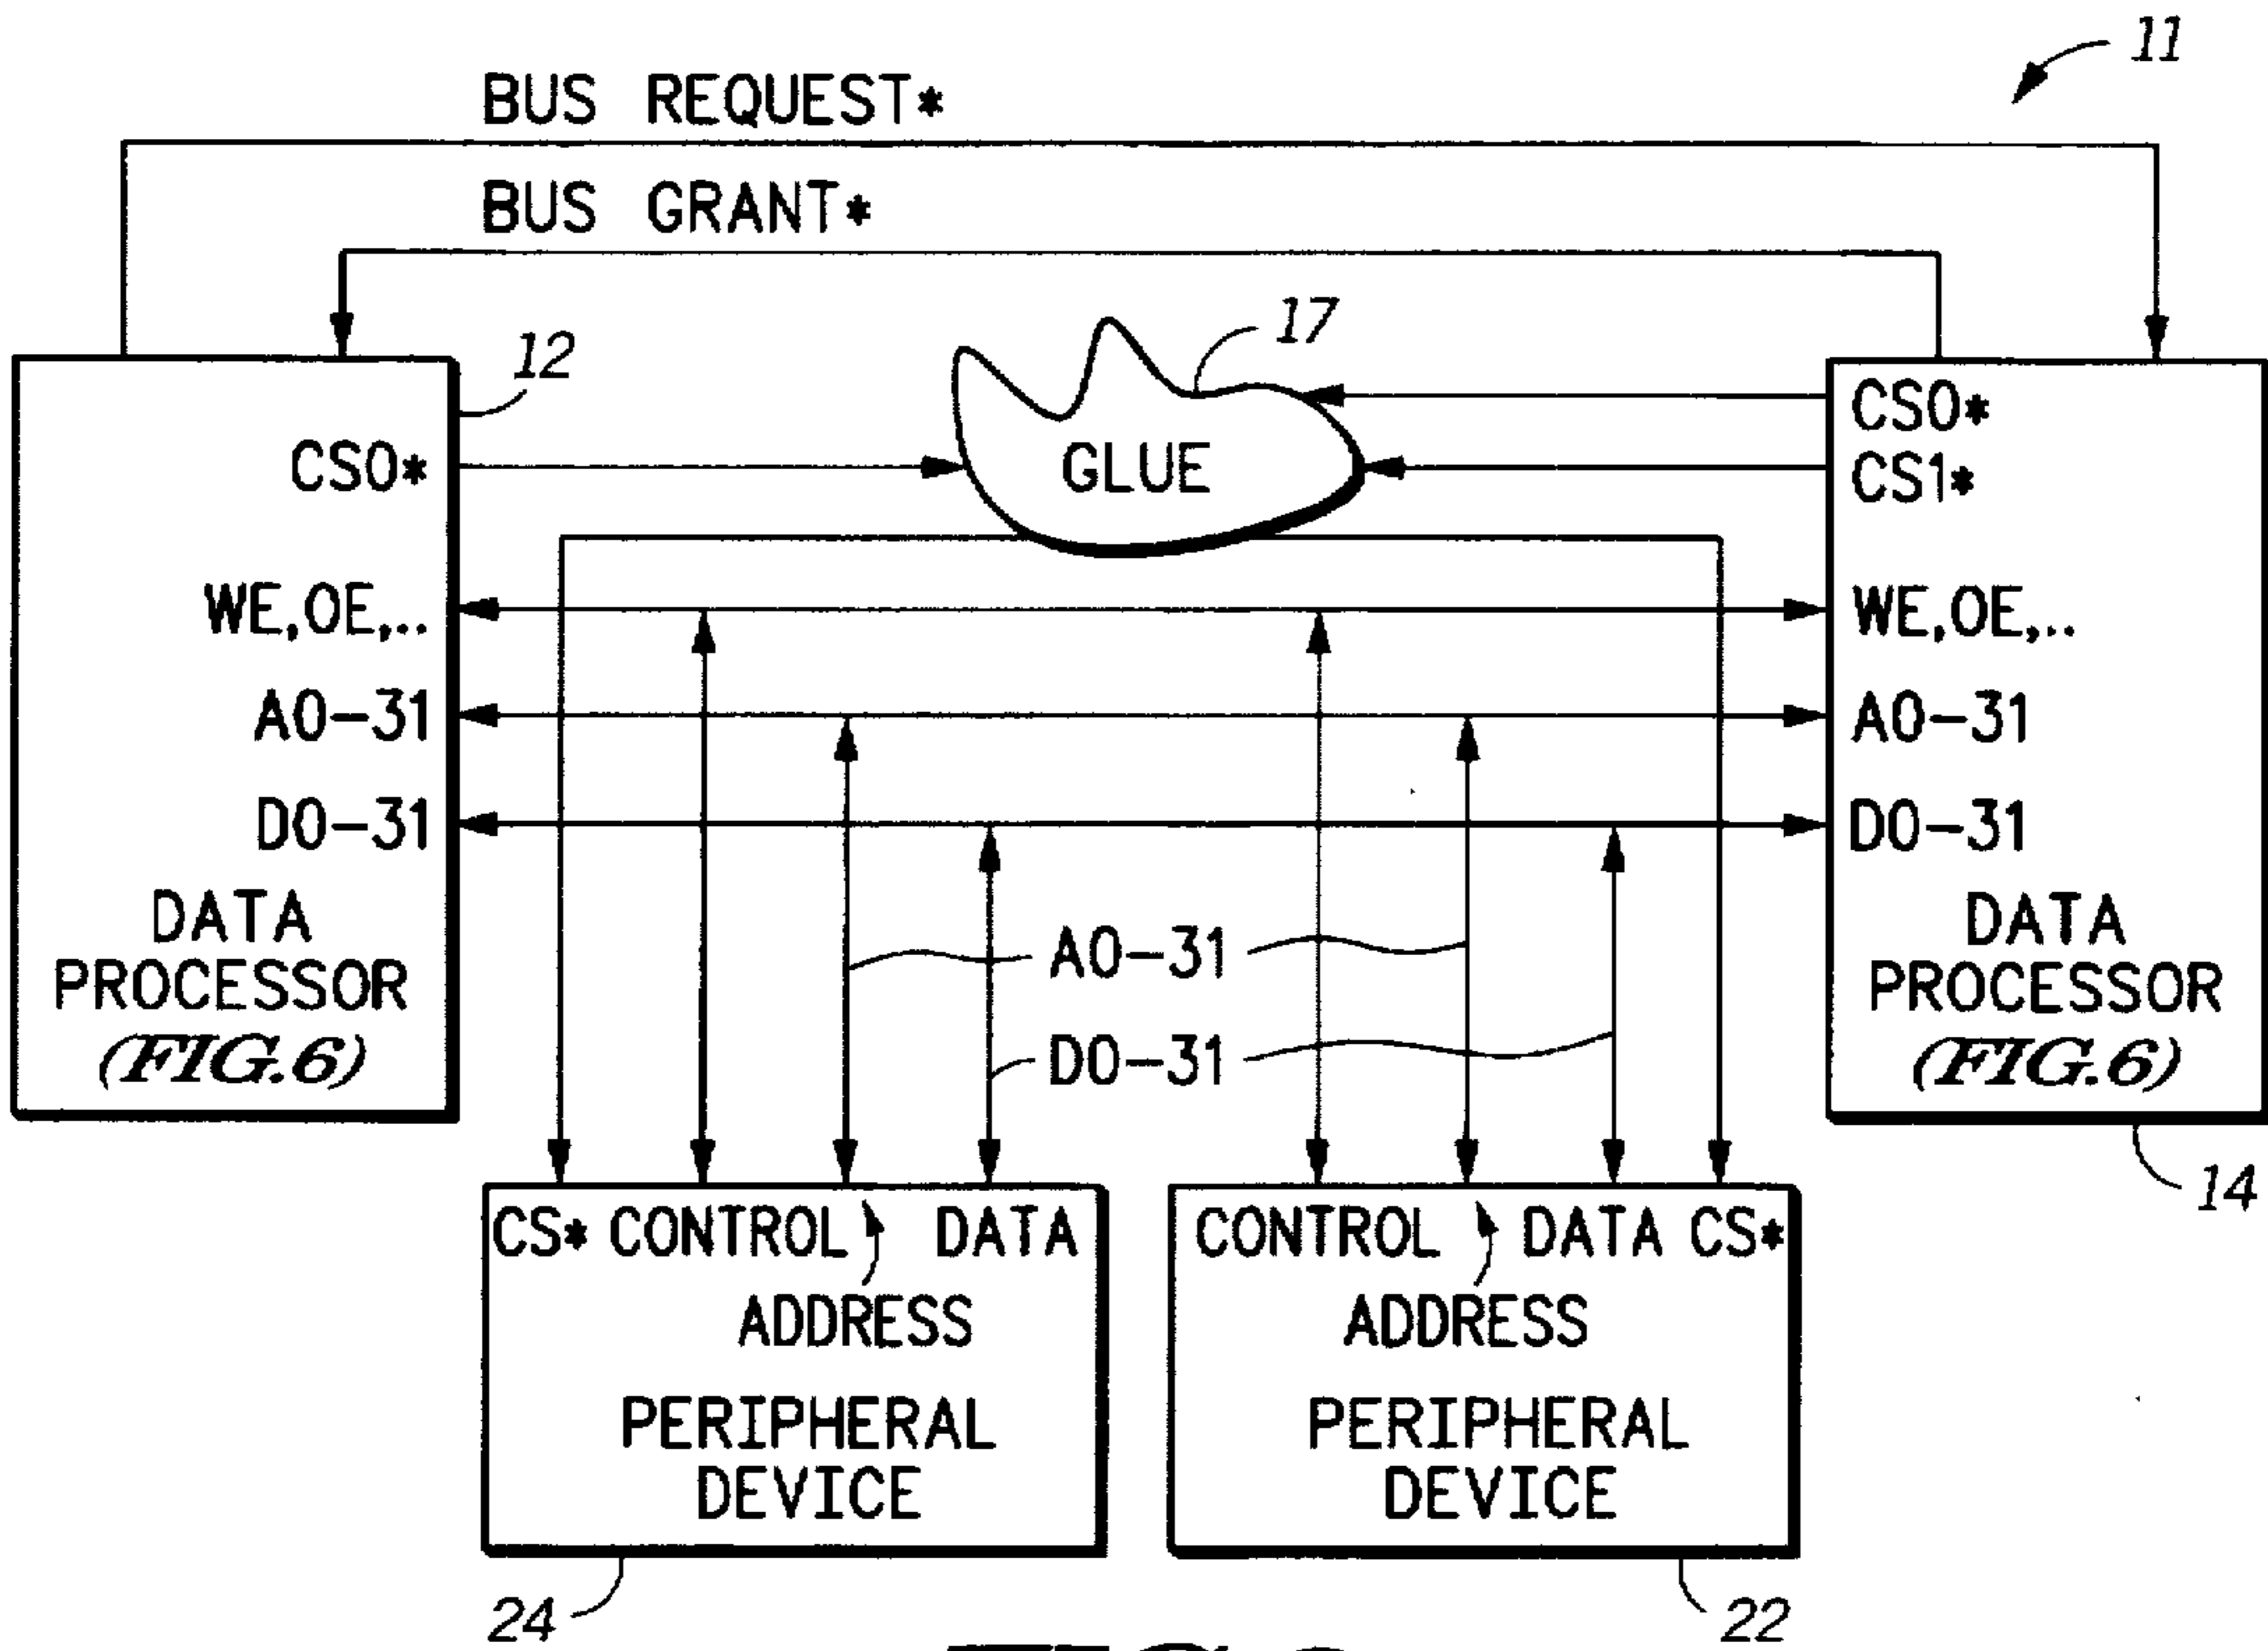 11
BUS REQUEST*
BUS GRANT*
17
12
CS0*
GLUE
CS0*
CS1*
WE,OE,..
WE,OE,..
A0-31
A0-31
D0-31
D0-31
DATA
PROCESSOR
(FIG.6)
A0-31
D0-31
DATA
PROCESSOR
(FIG.6)
14
CS* CONTROL DATA
ADDRESS
PERIPHERAL
DEVICE
24
CONTROL DATA CS*
ADDRESS
PERIPHERAL
DEVICE
22